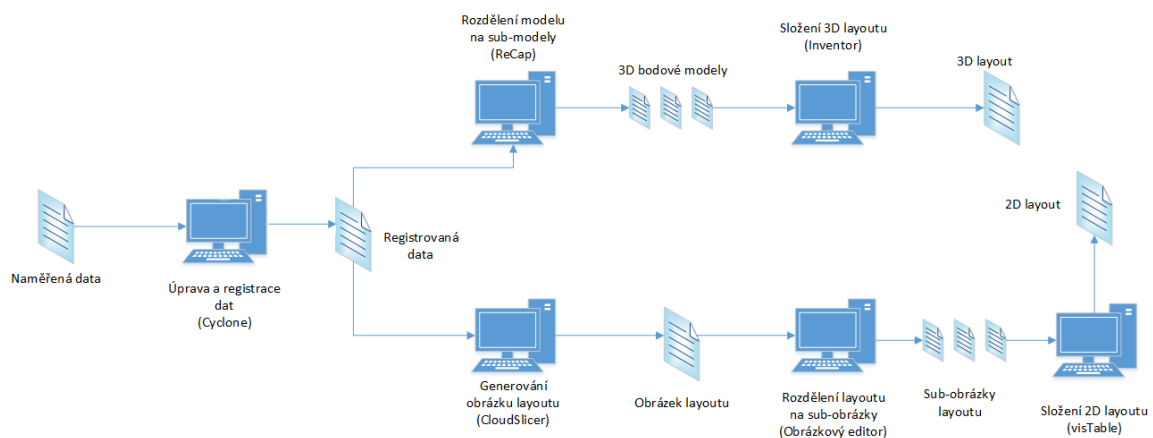 Rozdělení modelu
na sub-modely
(ReCap)
3D bodové modely
Složení 3D layoutu
(Inventor)
3D layout
Naměřená data
Úprava a registrace
dat
(Cyclone)
Registrovaná
data
2D layout
Generování
obrázku layoutu
(CloudSlicer)
Obrázek layoutu
Rozdělení layoutu
na sub-obrázky
(Obrázkový editor)
Sub-obrázky
layoutu
Složení 2D layoutu
(visTable)